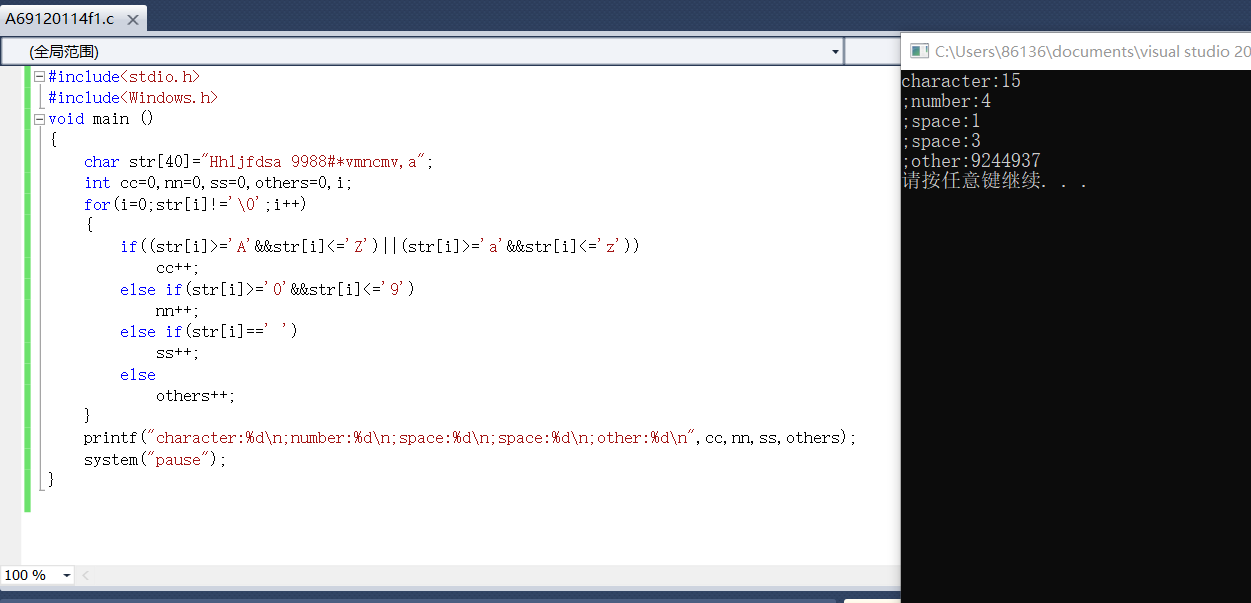 A69120114f1.c
(全局范围)
#include<stdio.h>
#include<Windows.h>
void main ()
{
char str[40]="Hhljfdsa 9988#*vmncmv,a";
int cc=0,nn=0,ss=0,others=0,i;
for(i=0;str[i]!='\0';i++)
{
if((str[i]>='A'&&str[i]<='Z')||(str[i]>='a'&&str[i]<='z'))
cc++;
else if(str[i]>='0'&&str[i]<='9')
nn++;
else if(str[i]==' ')
ss++;
else
others++;
}
printf("character:%d\n;number:%d\n;space:%d\n;space:%d\n;other:%d\n",cc,nn,ss,others);
system("pause");
}
100 %
C:\Users\86136\documents\visual studio 20
character:15
;number:4
;space:1
;space:3
;other:9244937
请按任意键继续. . .